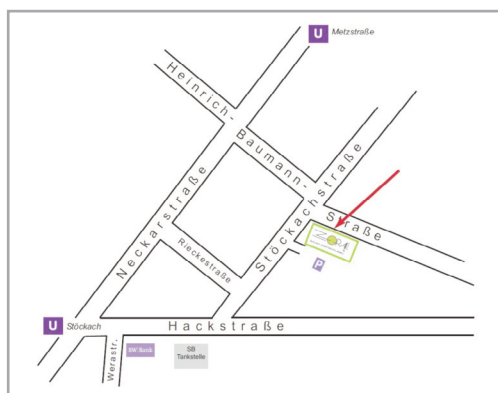 U Metzstraße
Heinrich-Baumann-Straße
Neckarstraße
Stöckachstraße
Rieckestraße
P
U Stöckach
Hackstraße
Werastr.
BW Bank
SB
Tankstelle